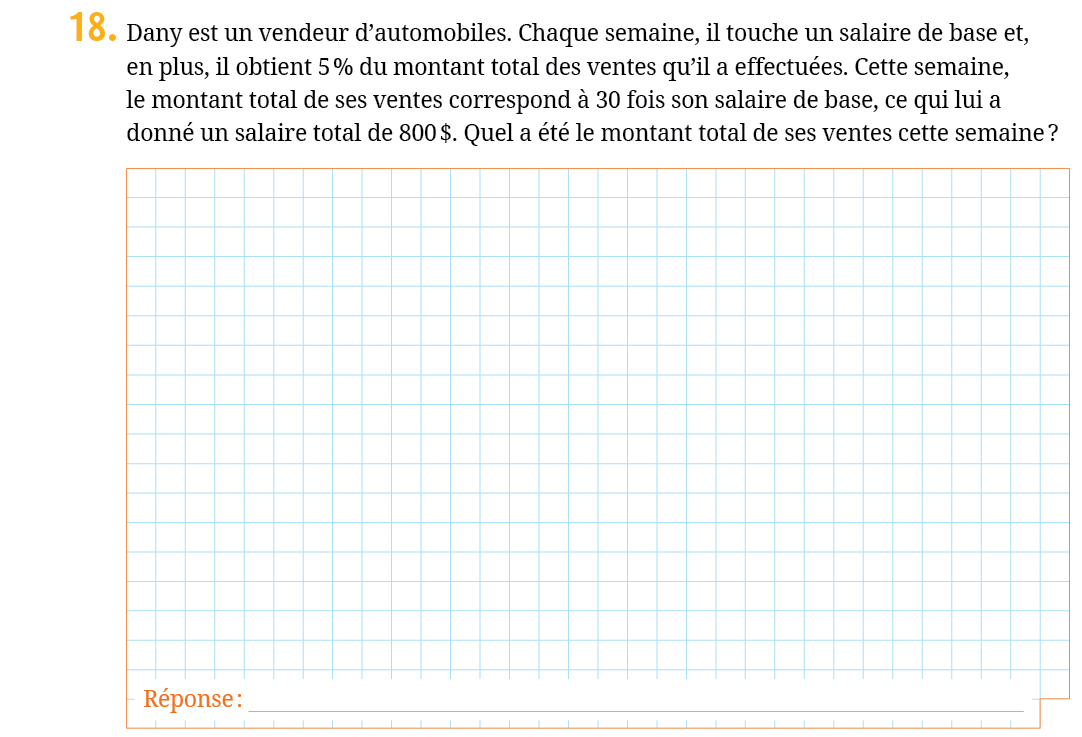 18. Dany est un vendeur d’automobiles. Chaque semaine, il touche un salaire de base et,
en plus, il obtient 5 % du montant total des ventes qu’il a effectuées. Cette semaine,
le montant total de ses ventes correspond à 30 fois son salaire de base, ce qui lui a
donné un salaire total de 800 $. Quel a été le montant total de ses ventes cette semaine ?
Réponse :